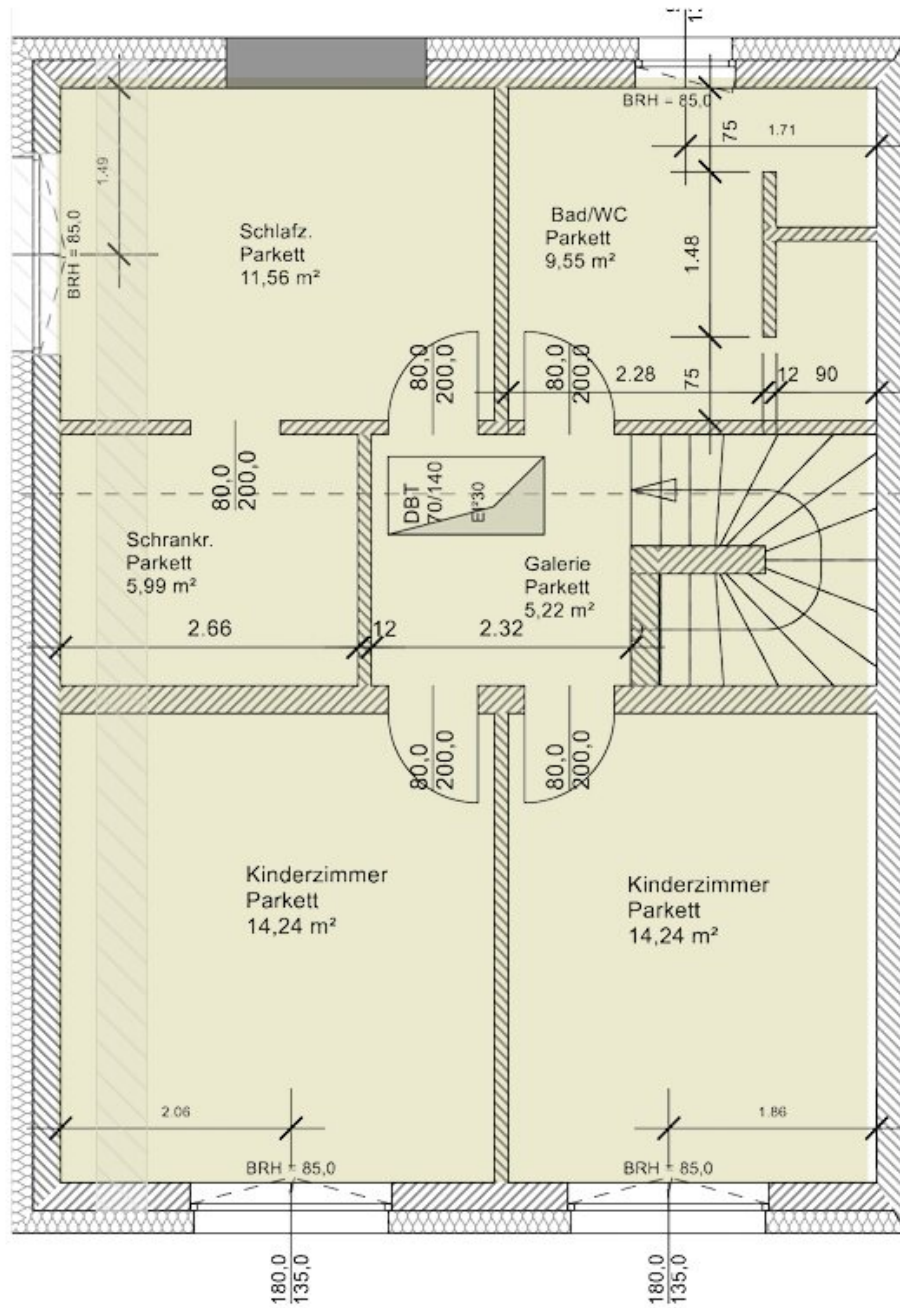 BRH = 85,0
75
1.71
1.49
Schlafz.
Parkett
11,56 m²
BRH = 85,0
Bad/WC
Parkett
9,55 m²
1.48
80,0
200,0
80,0
200,0
2.28
75
12
90
80,0
200,0
DBT
70/140
EI²30
Schrankr.
Parkett
5,99 m²
Galerie
Parkett
5,22 m²
2.66
12
2.32
80,0
200,0
80,0
200,0
Kinderzimmer
Parkett
14,24 m²
Kinderzimmer
Parkett
14,24 m²
2.06
1.86
BRH = 85,0
BRH = 85,0
180,0
135,0
180,0
135,0